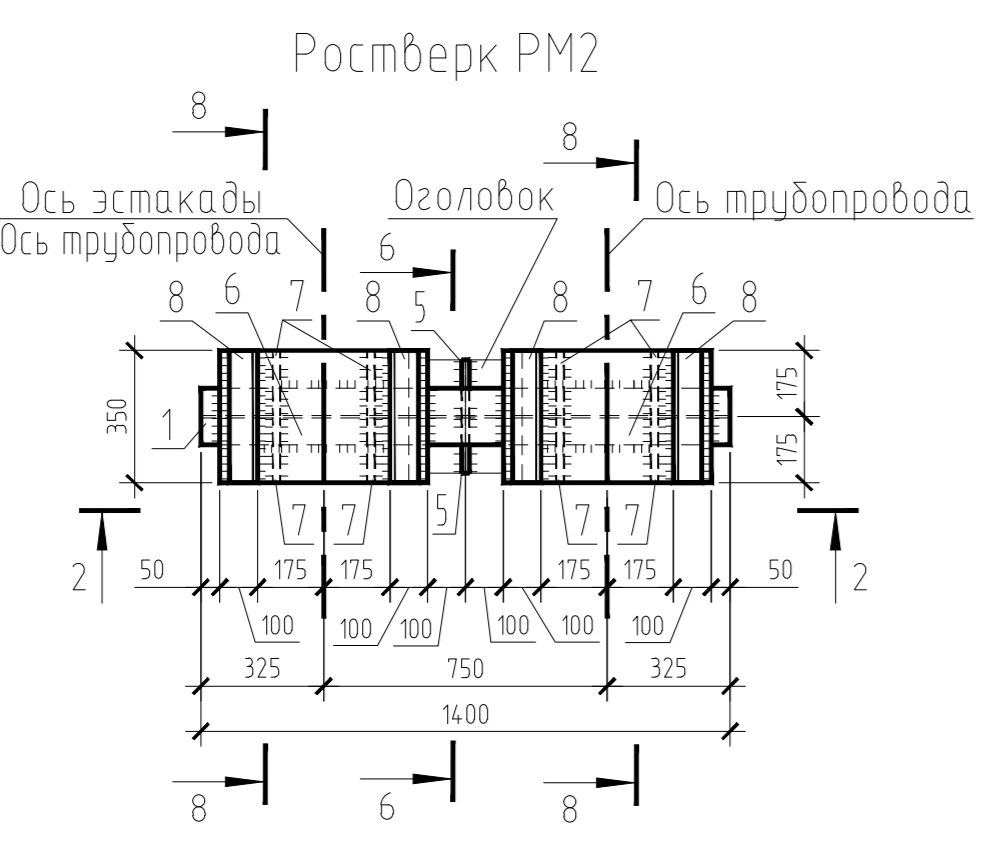 Ростверк РМ2
8
8
Ось эстакады
Ось трубопровода
Оголовок
Ось трубопровода
6
8 6 7 8 5 8 7 6 8
350
1
175
175
7 7 5 7 7
2
2
50 175 175 175 175 50
100 100 100 100 100 100
325 750 325
1400
8 6 8